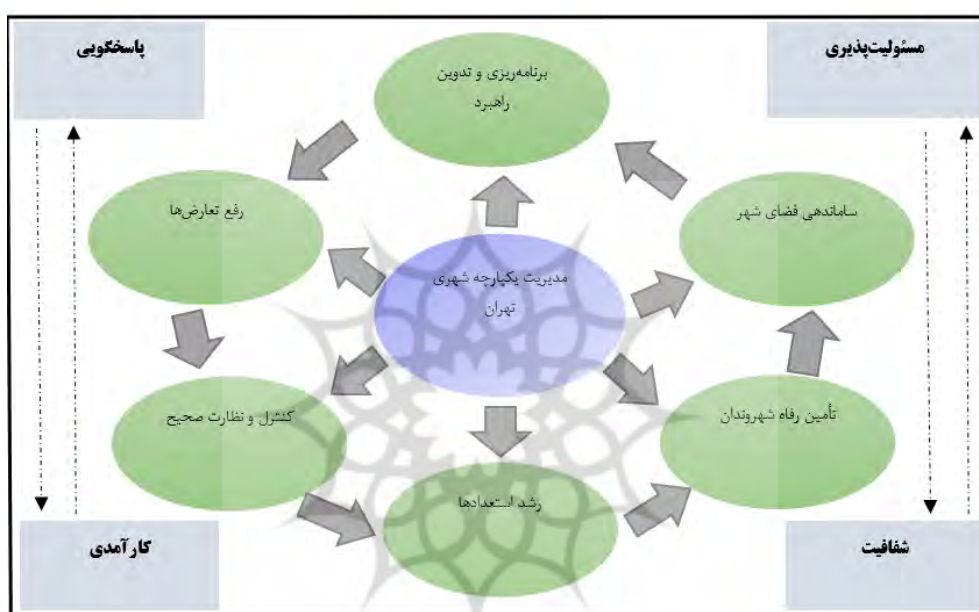 مسئولیت‌پذیری
پاسخگویی
برنامه‌ریزی و تدوین
راهبرد
ساماندهی فضای شهر
رفع تعارض‌ها
مدیریت یکپارچه شهری
تهران
تأمین رفاه شهروندان
کنترل و نظارت صحیح
رشد استعدادها
شفافیت
کارآمدی